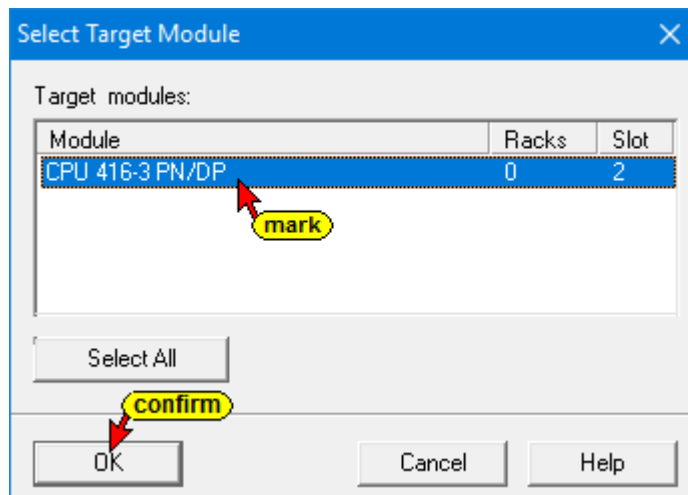 Select Target Module
Target modules:
Module Racks Slot
CPU 416-3 PN/DP 0 2
mark
Select All
confirm
OK Cancel Help